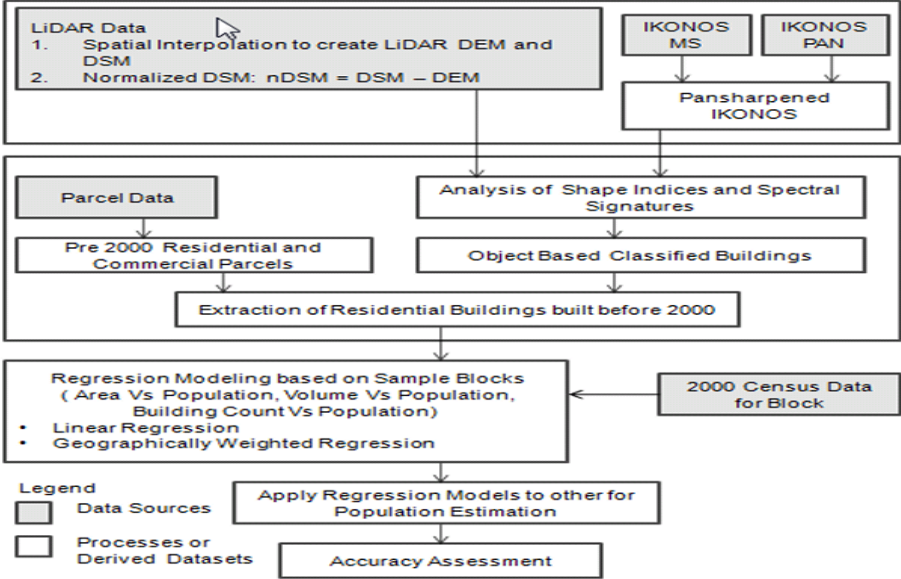 LiDAR Data
1. Spatial Interpolation to create LiDAR DEM and
DSM
2. Normalized DSM: nDSM = DSM – DEM
IKONOS
MS
IKONOS
PAN
Pansharpened
IKONOS
Parcel Data
Analysis of Shape Indices and Spectral
Signatures
Pre 2000 Residential and
Commercial Parcels
Object Based Classified Buildings
Extraction of Residential Buildings built before 2000
Regression Modeling based on Sample Blocks
( Area Vs Population, Volume Vs Population,
Building Count Vs Population)
• Linear Regression
• Geographically Weighted Regression
2000 Census Data
for Block
Legend
Data Sources
Processes or
Derived Datasets
Apply Regression Models to other for
Population Estimation
Accuracy Assessment